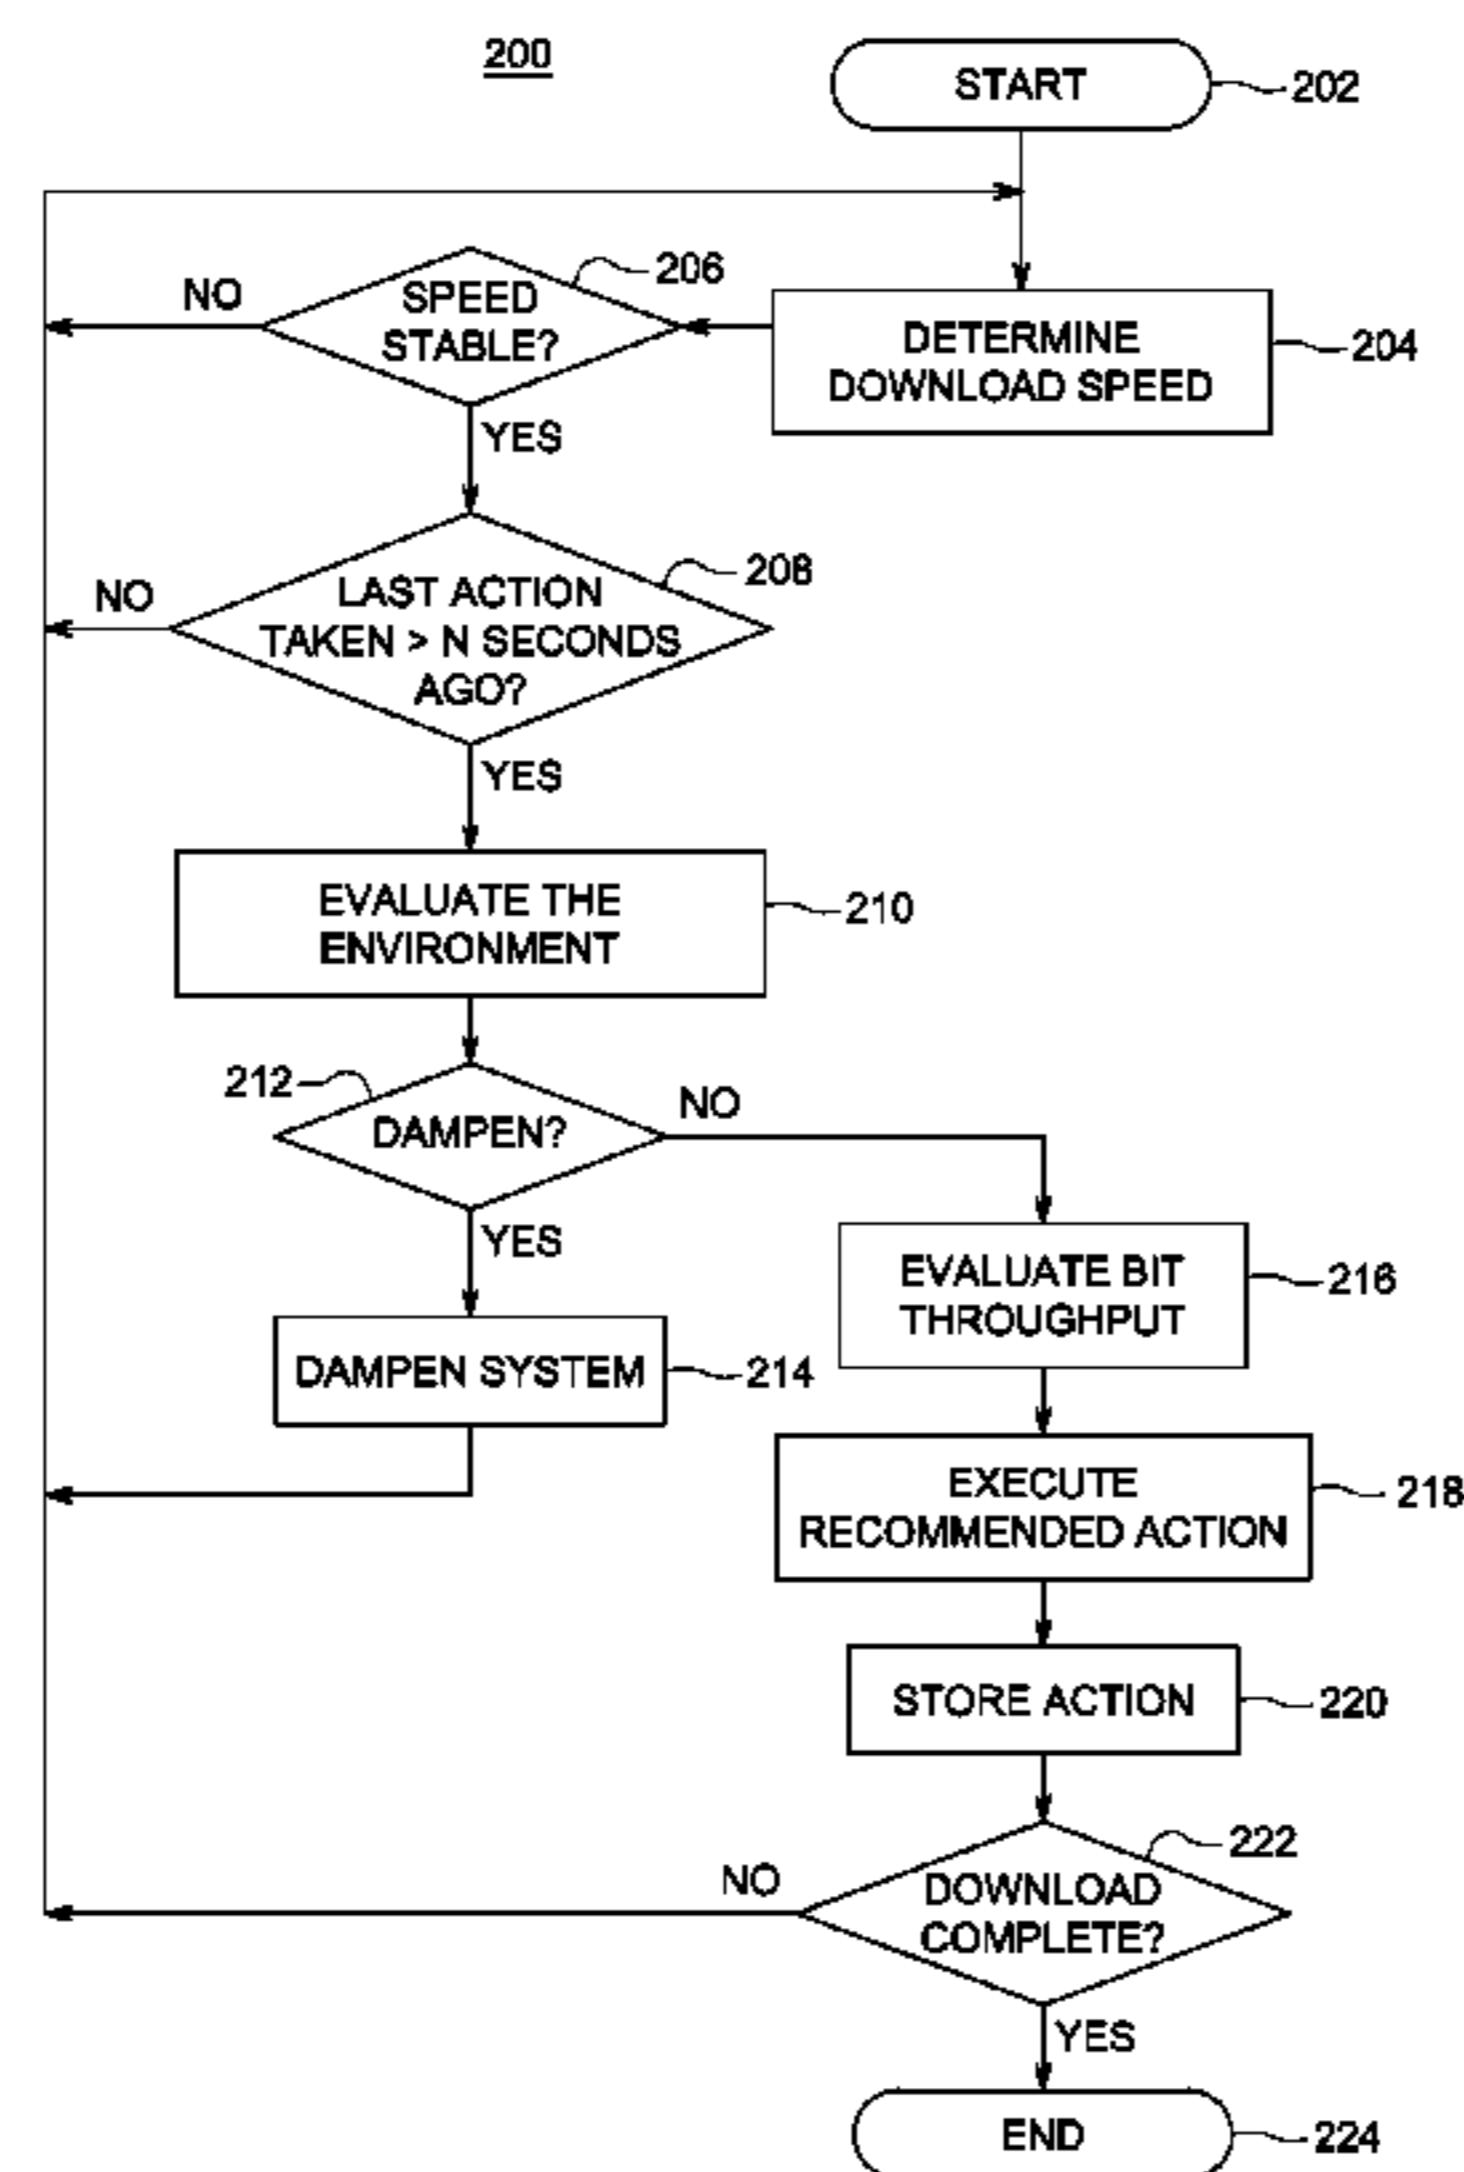 200
START
202
NO
SPEED
STABLE?
206
DETERMINE
DOWNLOAD SPEED
204
YES
NO
LAST ACTION
TAKEN > N SECONDS
AGO?
208
YES
EVALUATE THE
ENVIRONMENT
210
212
DAMPEN?
NO
YES
DAMPEN SYSTEM
214
EVALUATE BIT
THROUGHPUT
216
EXECUTE
RECOMMENDED ACTION
218
STORE ACTION
220
NO
DOWNLOAD
COMPLETE?
222
YES
END
224